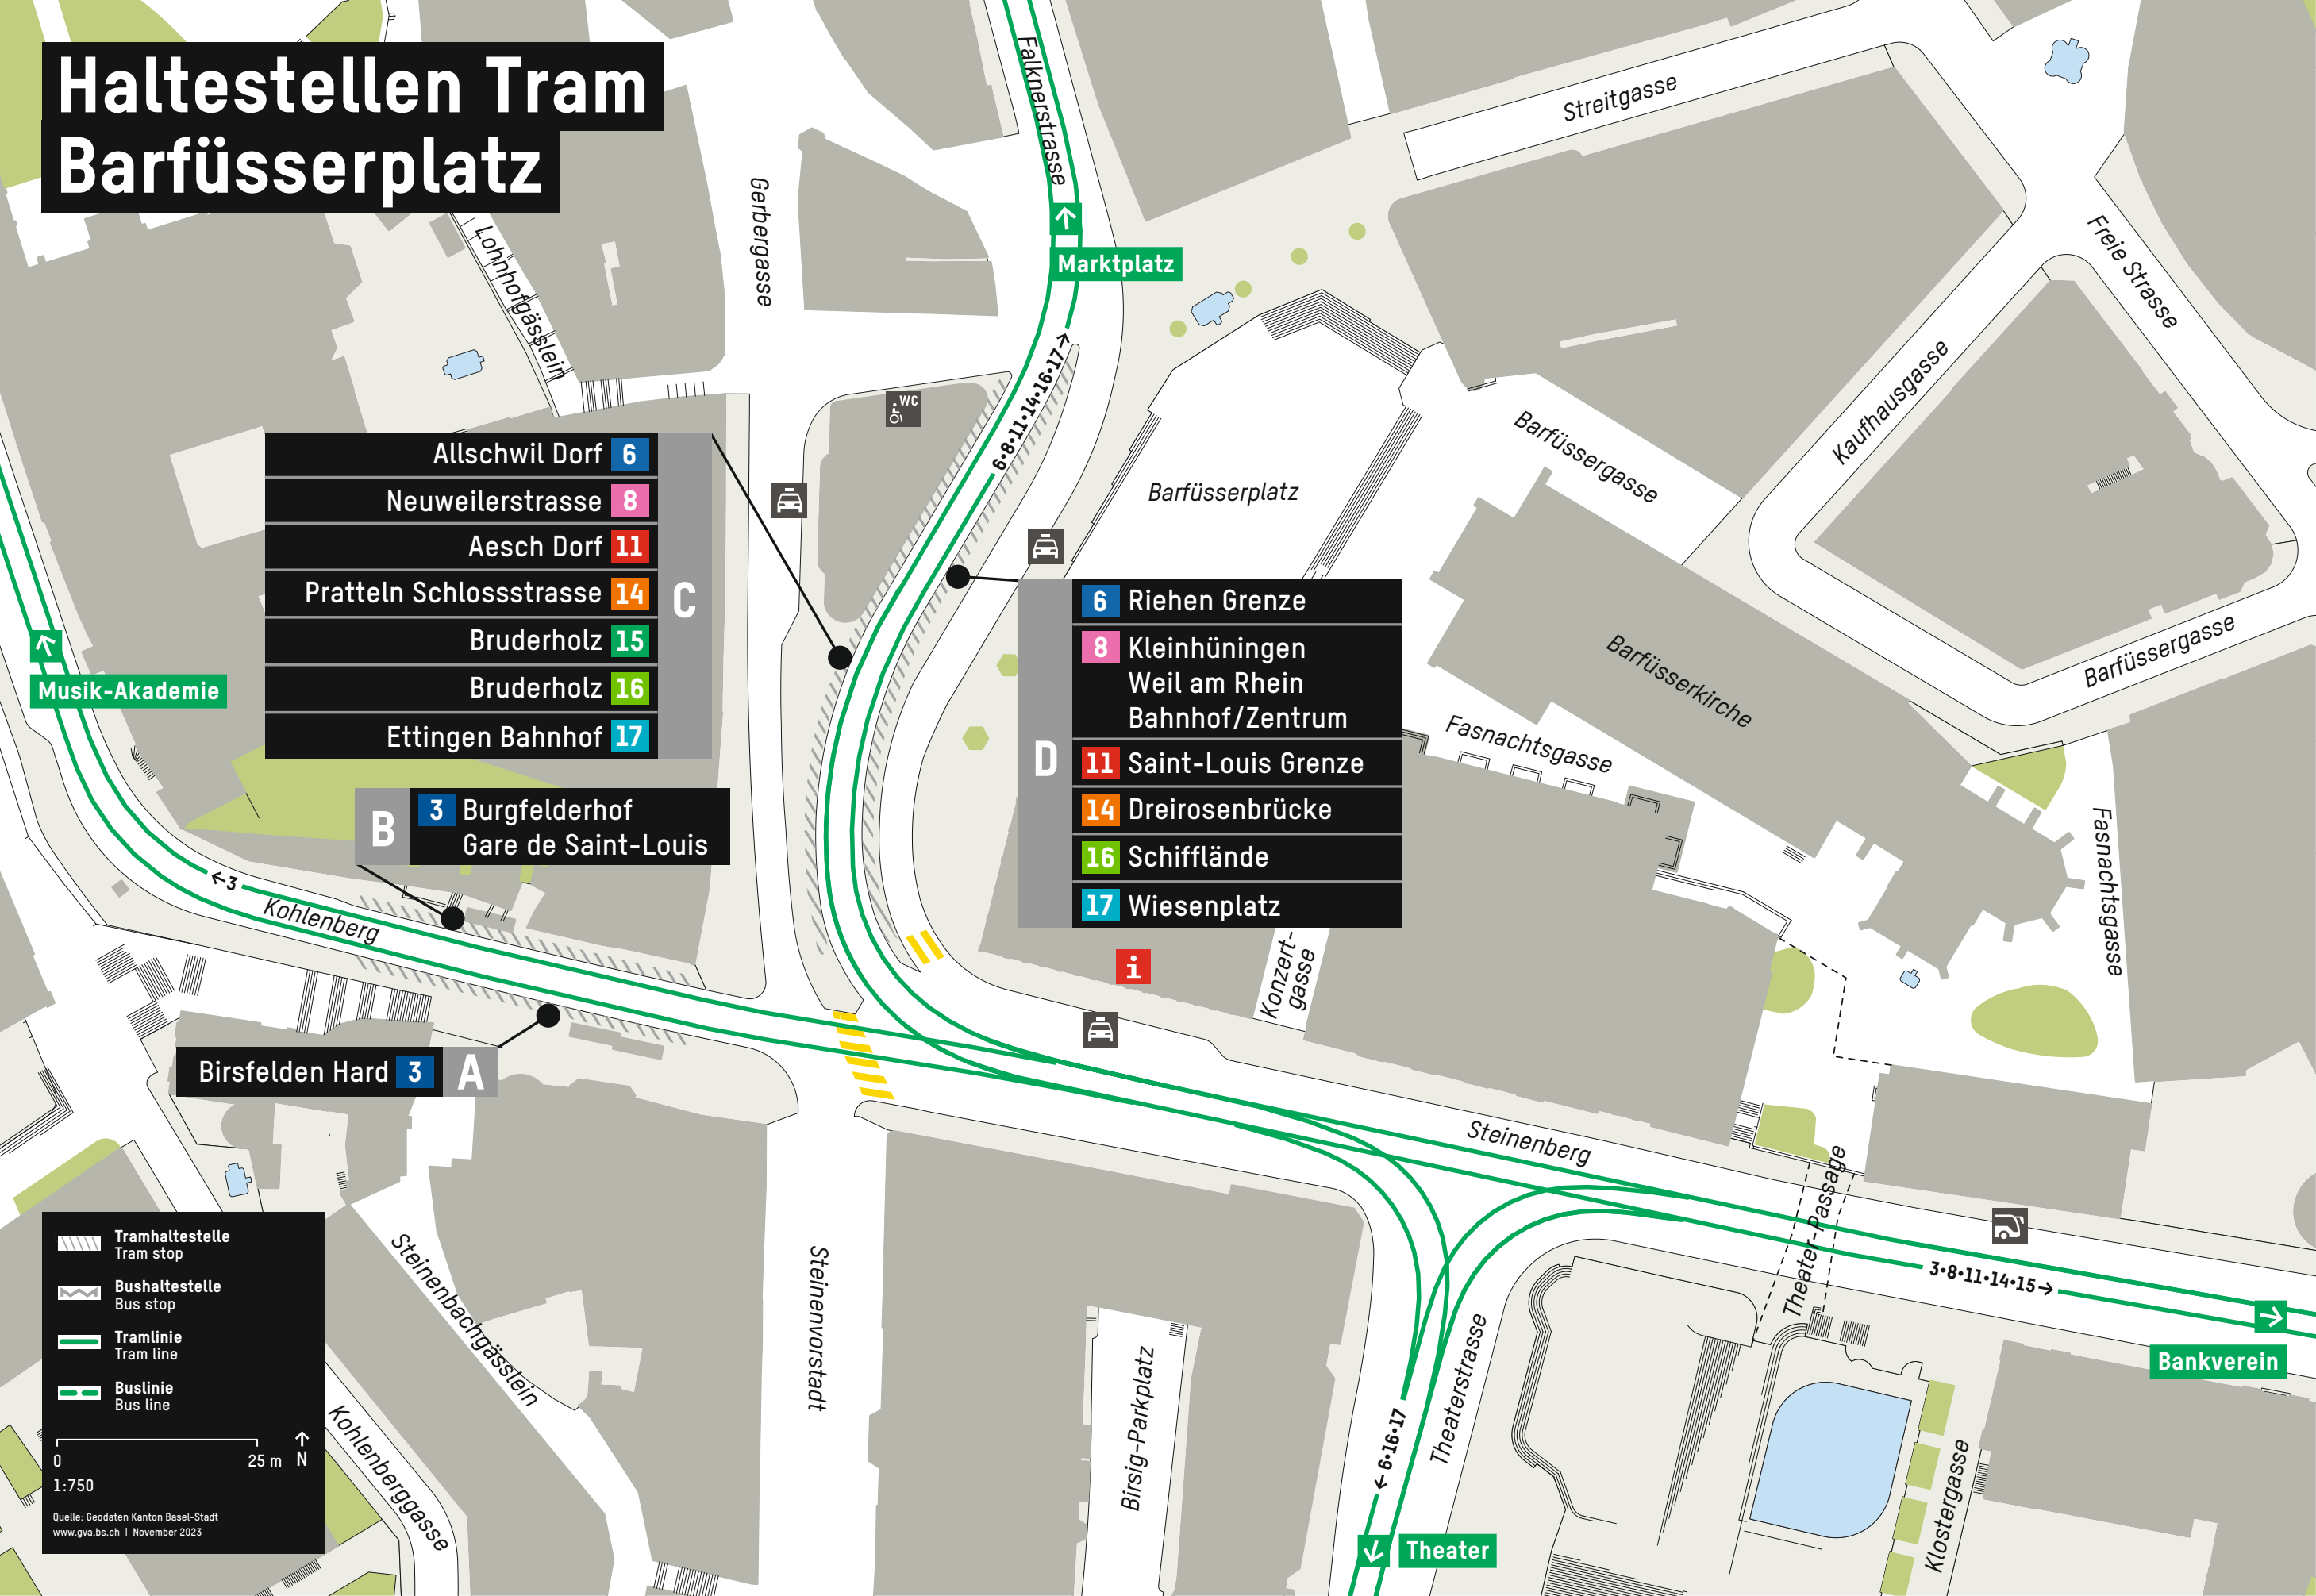 Haltestellen Tram
Barfüsserplatz
Falknerstrasse
Streitgasse
Gerbergasse
Lohnhofgässlein
Freie Strasse
Marktplatz
6•8•11•14•16•17→
WC
Kaufhausgasse
Barfüssergasse
Barfüsserplatz
Allschwil Dorf 6
Neuweilerstrasse 8
Aesch Dorf 11
Pratteln Schlossstrasse 14
Bruderholz 15
Bruderholz 16
Ettingen Bahnhof 17
C
D
6 Riehen Grenze
8 Kleinhüningen
Weil am Rhein
Bahnhof/Zentrum
11 Saint-Louis Grenze
14 Dreirosenbrücke
16 Schifflände
17 Wiesenplatz
Barfüsserkirche
Barfüssergasse
Fasnachtsgasse
Fasnachtsgasse
Musik-Akademie
B
3 Burgfelderhof
Gare de Saint-Louis
←3
Kohlenberg
i
Konzert-
gasse
Birsfelden Hard 3
A
Steinenberg
Theater-Passage
3•8•11•14•15→
Bankverein
Steinenbachgässlein
Steinenvorstadt
Birsig-Parkplatz
Theaterstrasse
←6•16•17
Theater
Klostergasse
Kohlenberggasse
Tramhaltestelle
Tram stop
Bushaltestelle
Bus stop
Tramlinie
Tram line
Buslinie
Bus line
0 25 m N
1:750
Quelle: Geodaten Kanton Basel-Stadt
www.gva.bs.ch | November 2023